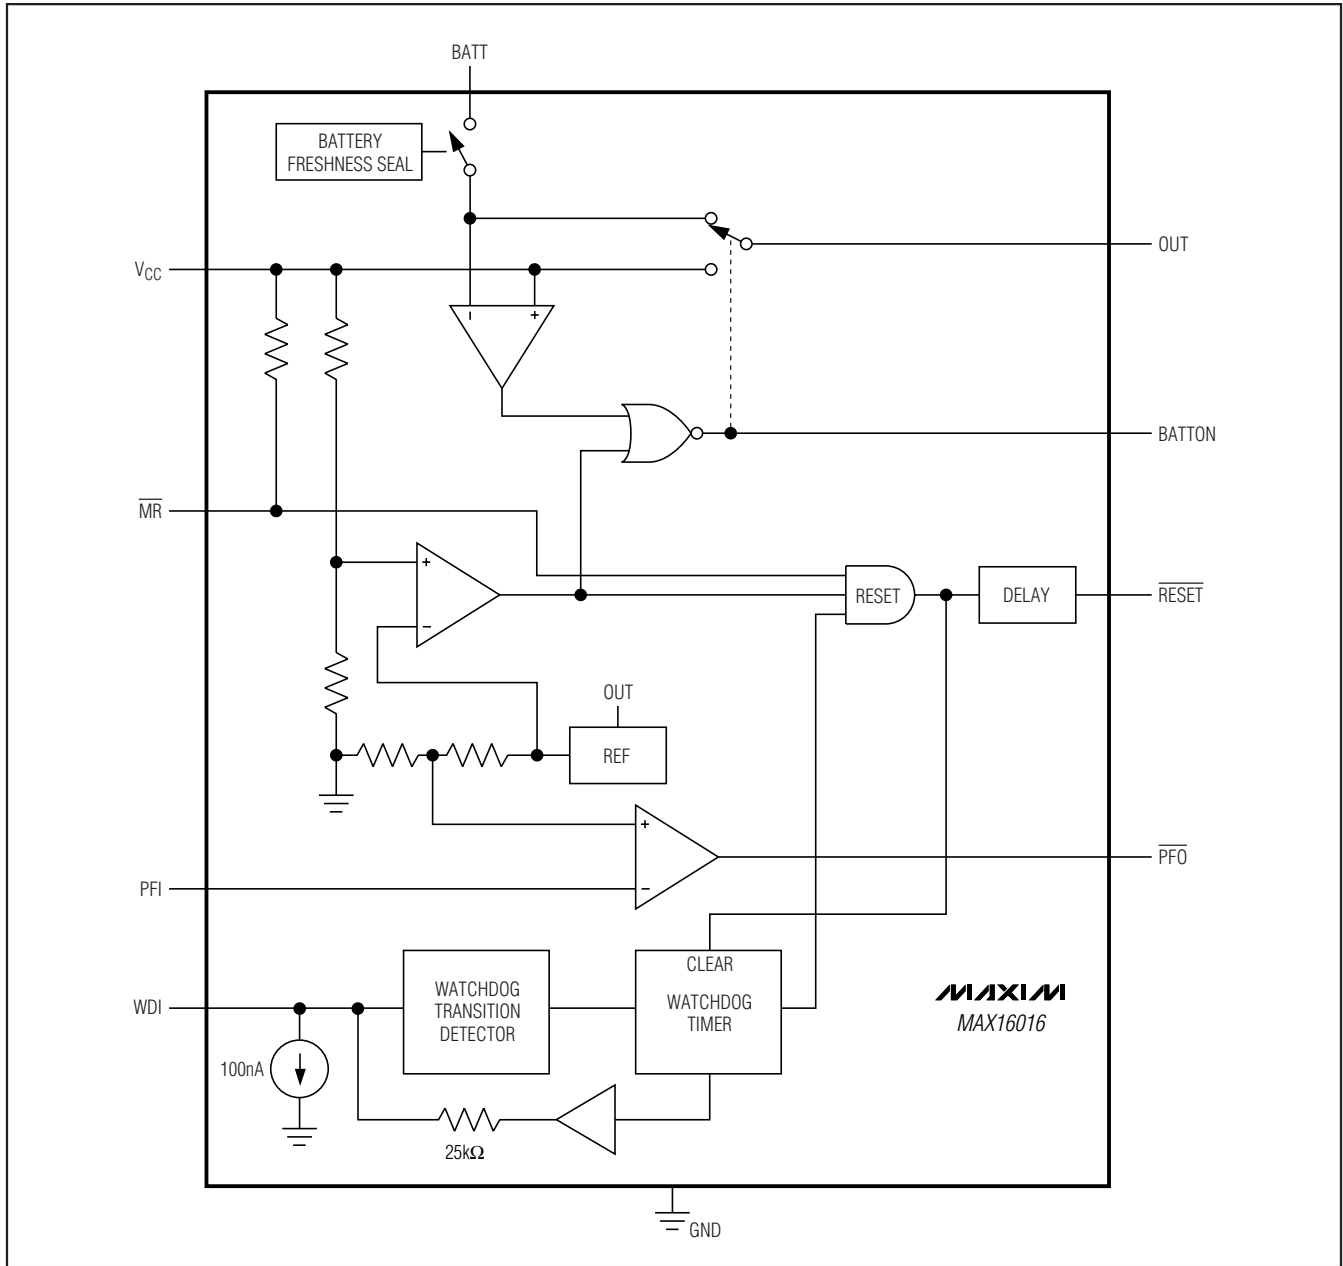 BATT
BATTERY
FRESHNESS SEAL
OUT
VCC
− +
BATTON
MR
+
−
RESET
DELAY
RESET
OUT
REF
+
−
PFO
PFI
CLEAR
WATCHDOG
TIMER
WDI
WATCHDOG
TRANSITION
DETECTOR
MAXIM
MAX16016
100nA
25kΩ
GND